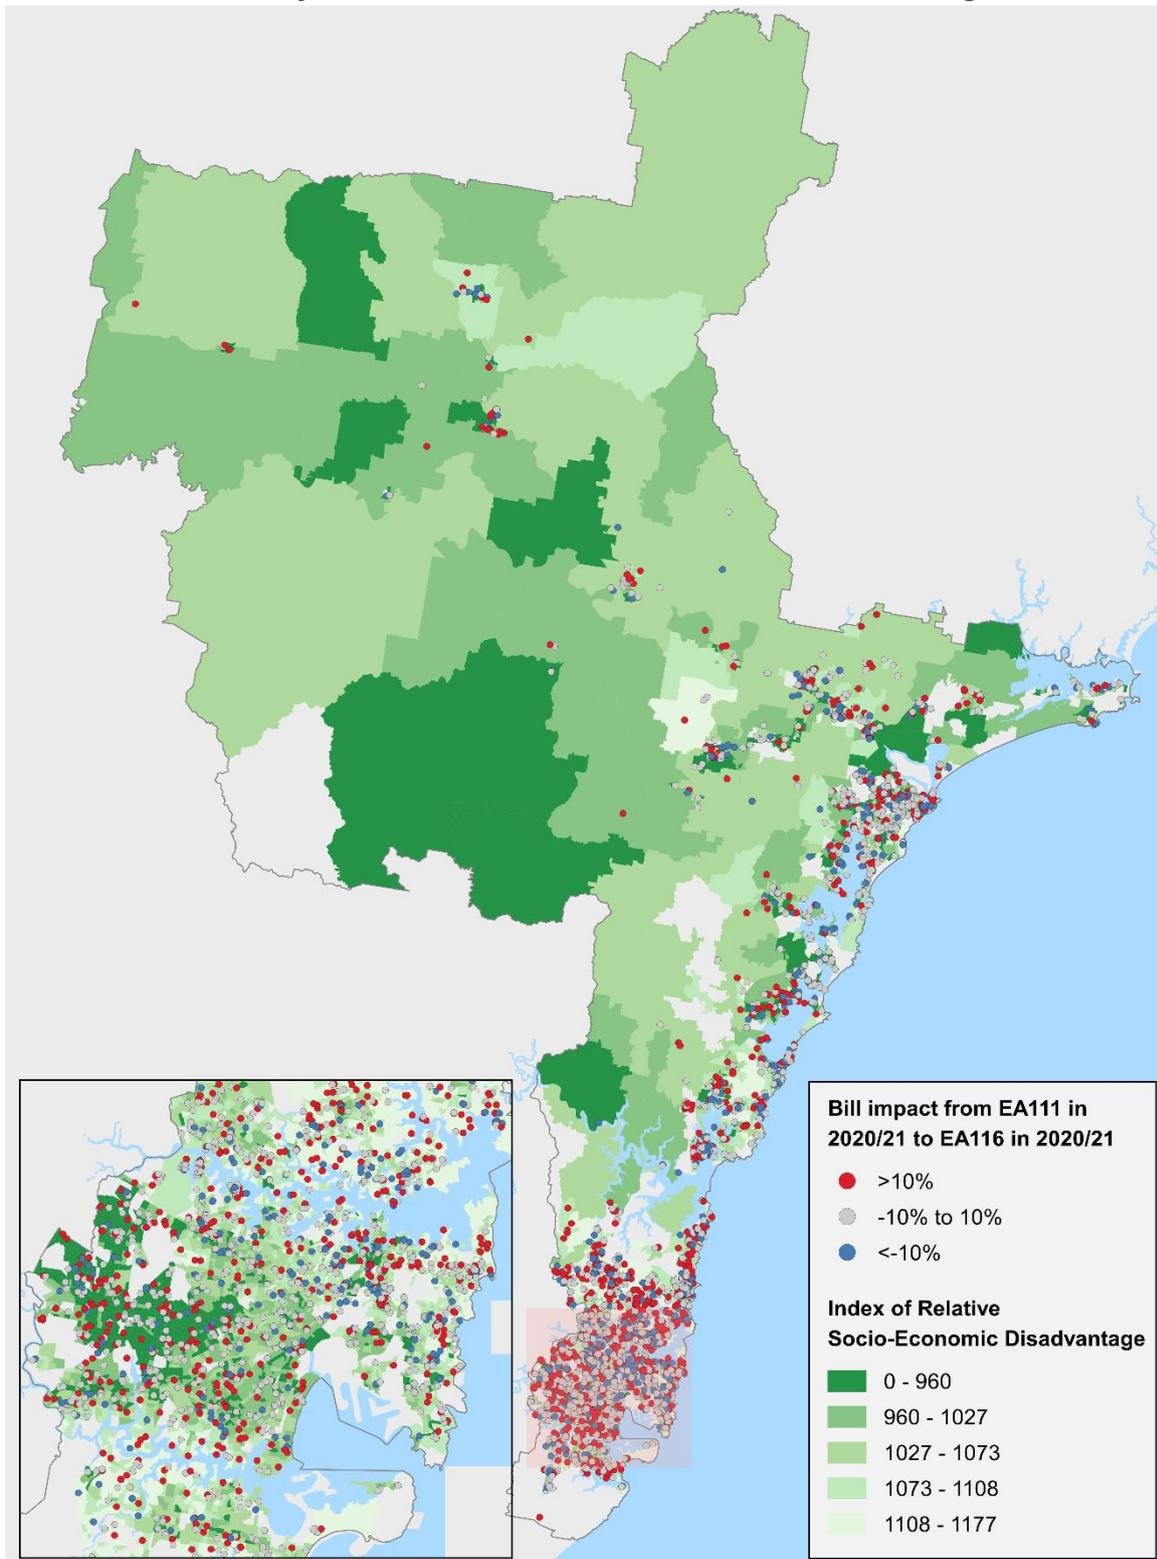 Bill impact from EA111 in
2020/21 to EA116 in 2020/21
>10%
-10% to 10%
<-10%
Index of Relative
Socio-Economic Disadvantage
0 - 960
960 - 1027
1027 - 1073
1073 - 1108
1108 - 1177